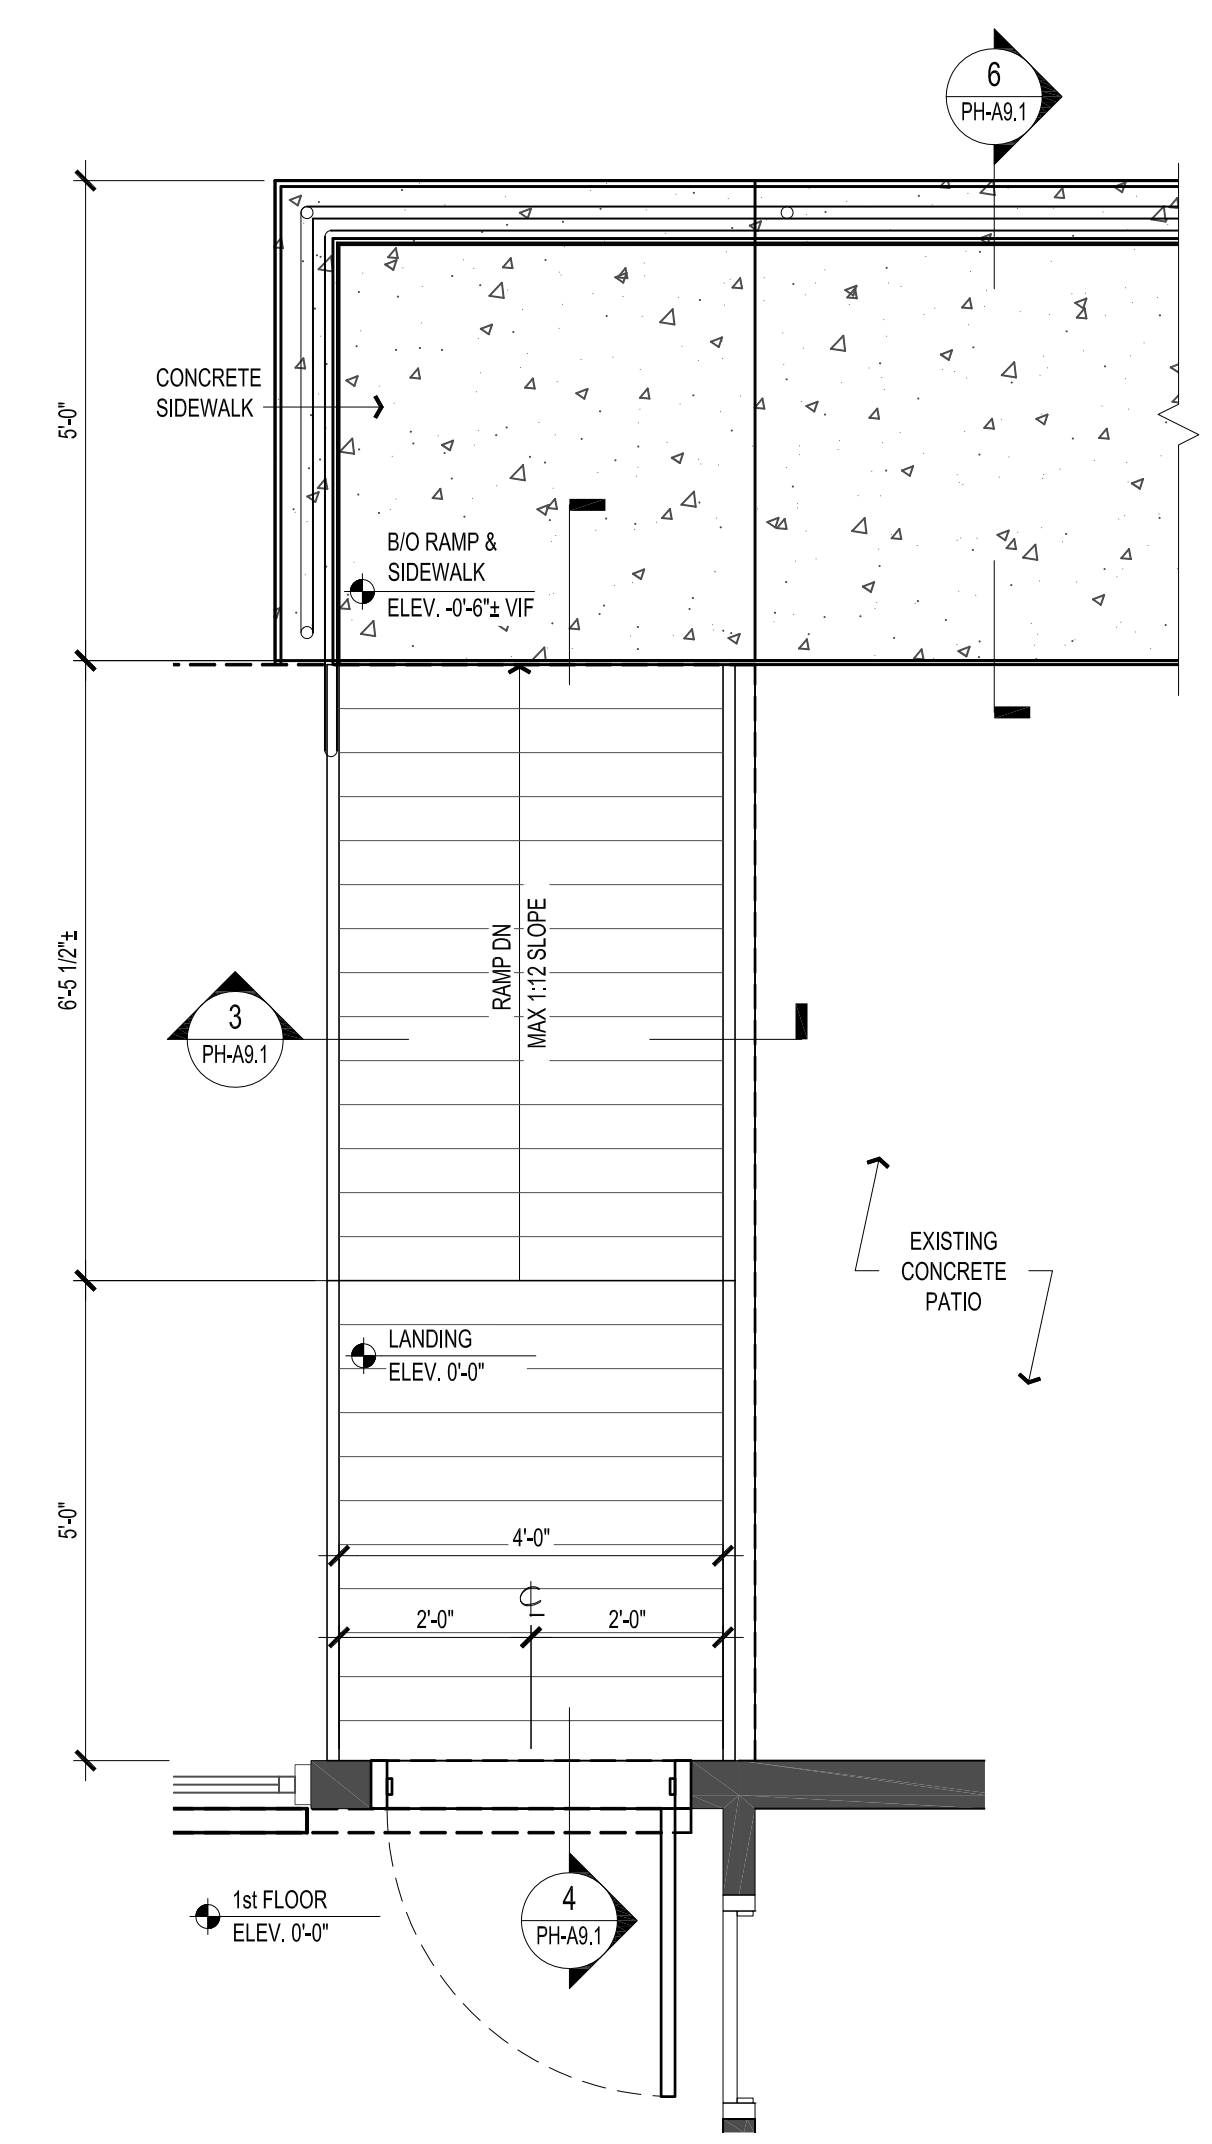 6
PH-A9.1
CONCRETE
SIDEWALK
5'-0"
B/O RAMP &
SIDEWALK
ELEV. -0'-6"± VIF
RAMP DN
MAX 1:12 SLOPE
6'-5 1/2"±
3
PH-A9.1
EXISTING
CONCRETE
PATIO
LANDING
ELEV. 0'-0"
5'-0"
4'-0"
2'-0"
2'-0"
1st FLOOR
ELEV. 0'-0"
4
PH-A9.1